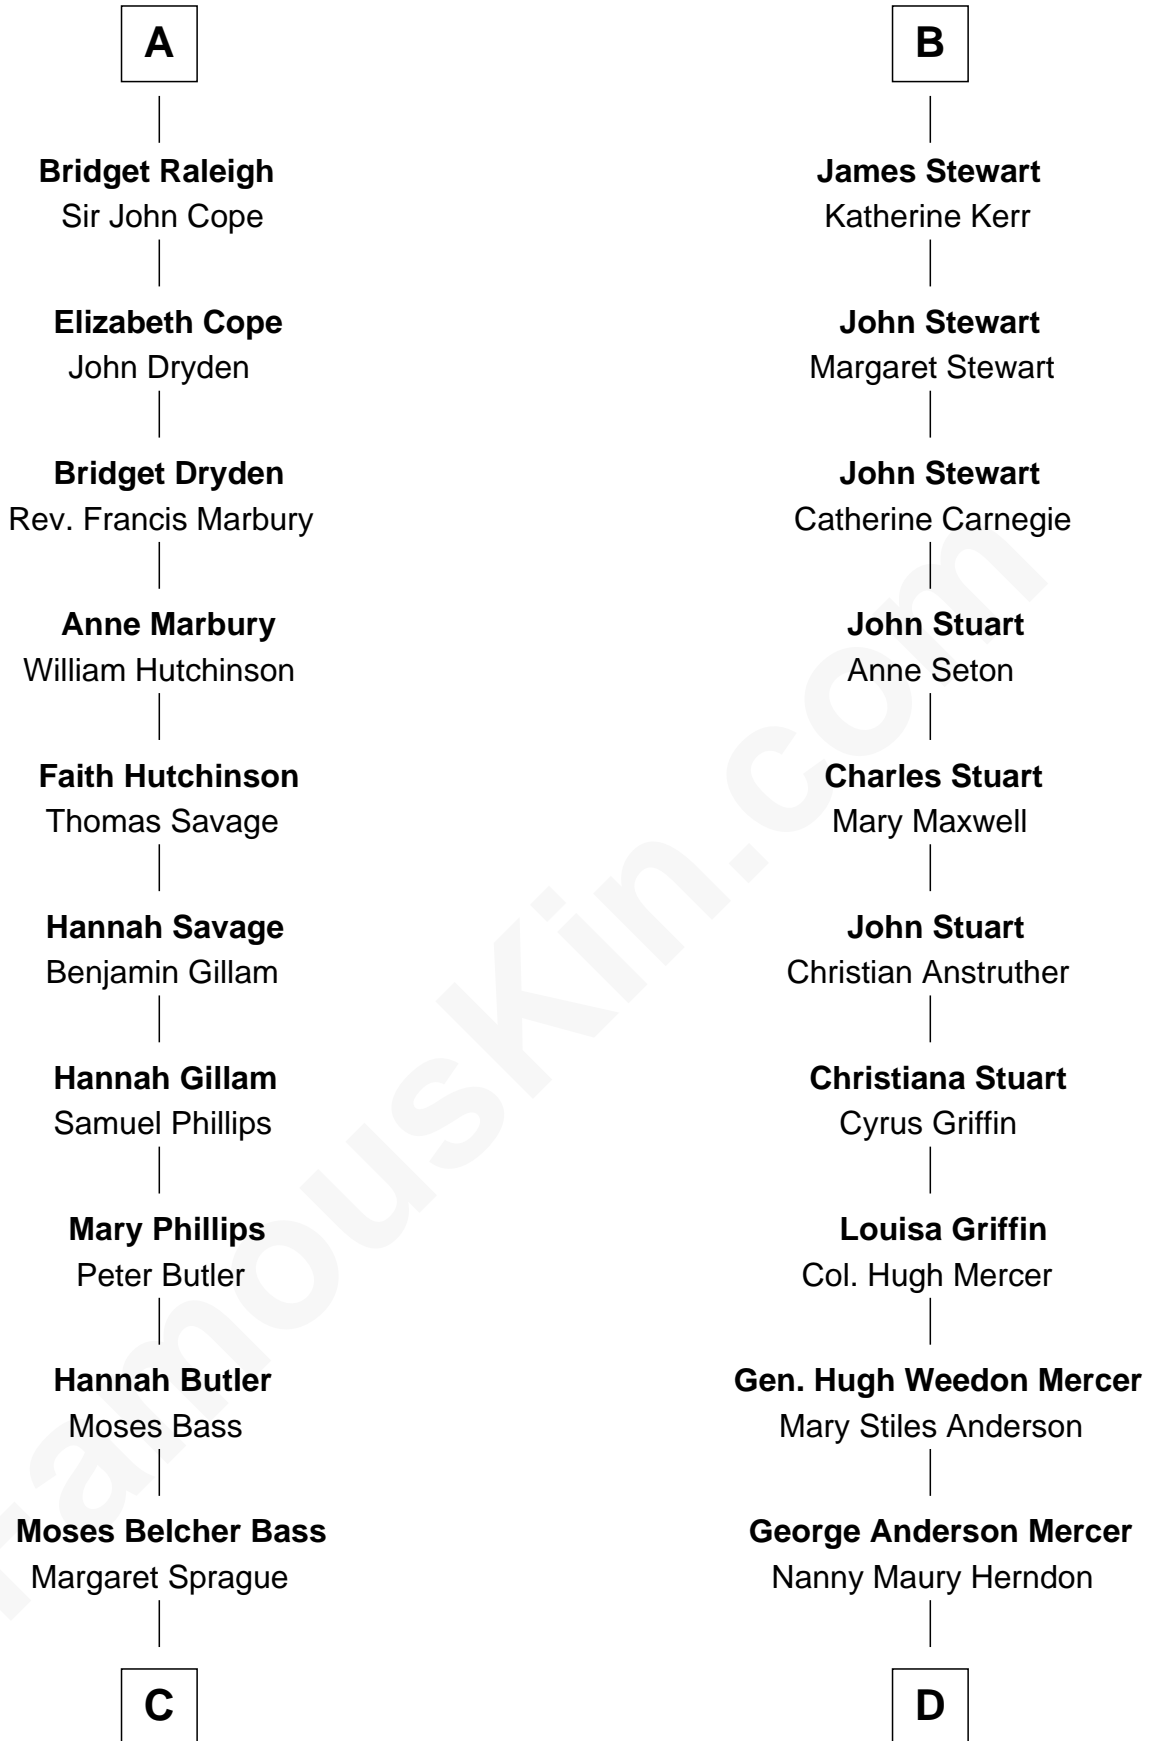 A
Bridget Raleigh
Sir John Cope
Elizabeth Cope
John Dryden
Bridget Dryden
Rev. Francis Marbury
Anne Marbury
William Hutchinson
Faith Hutchinson
Thomas Savage
Hannah Savage
Benjamin Gillam
Hannah Gillam
Samuel Phillips
Mary Phillips
Peter Butler
Hannah Butler
Moses Bass
Moses Belcher Bass
Margaret Sprague
C
B
James Stewart
Katherine Kerr
John Stewart
Margaret Stewart
John Stewart
Catherine Carnegie
John Stuart
Anne Seton
Charles Stuart
Mary Maxwell
John Stuart
Christian Anstruther
Christiana Stuart
Cyrus Griffin
Louisa Griffin
Col. Hugh Mercer
Gen. Hugh Weedon Mercer
Mary Stiles Anderson
George Anderson Mercer
Nanny Maury Herndon
D
FamousKin.com